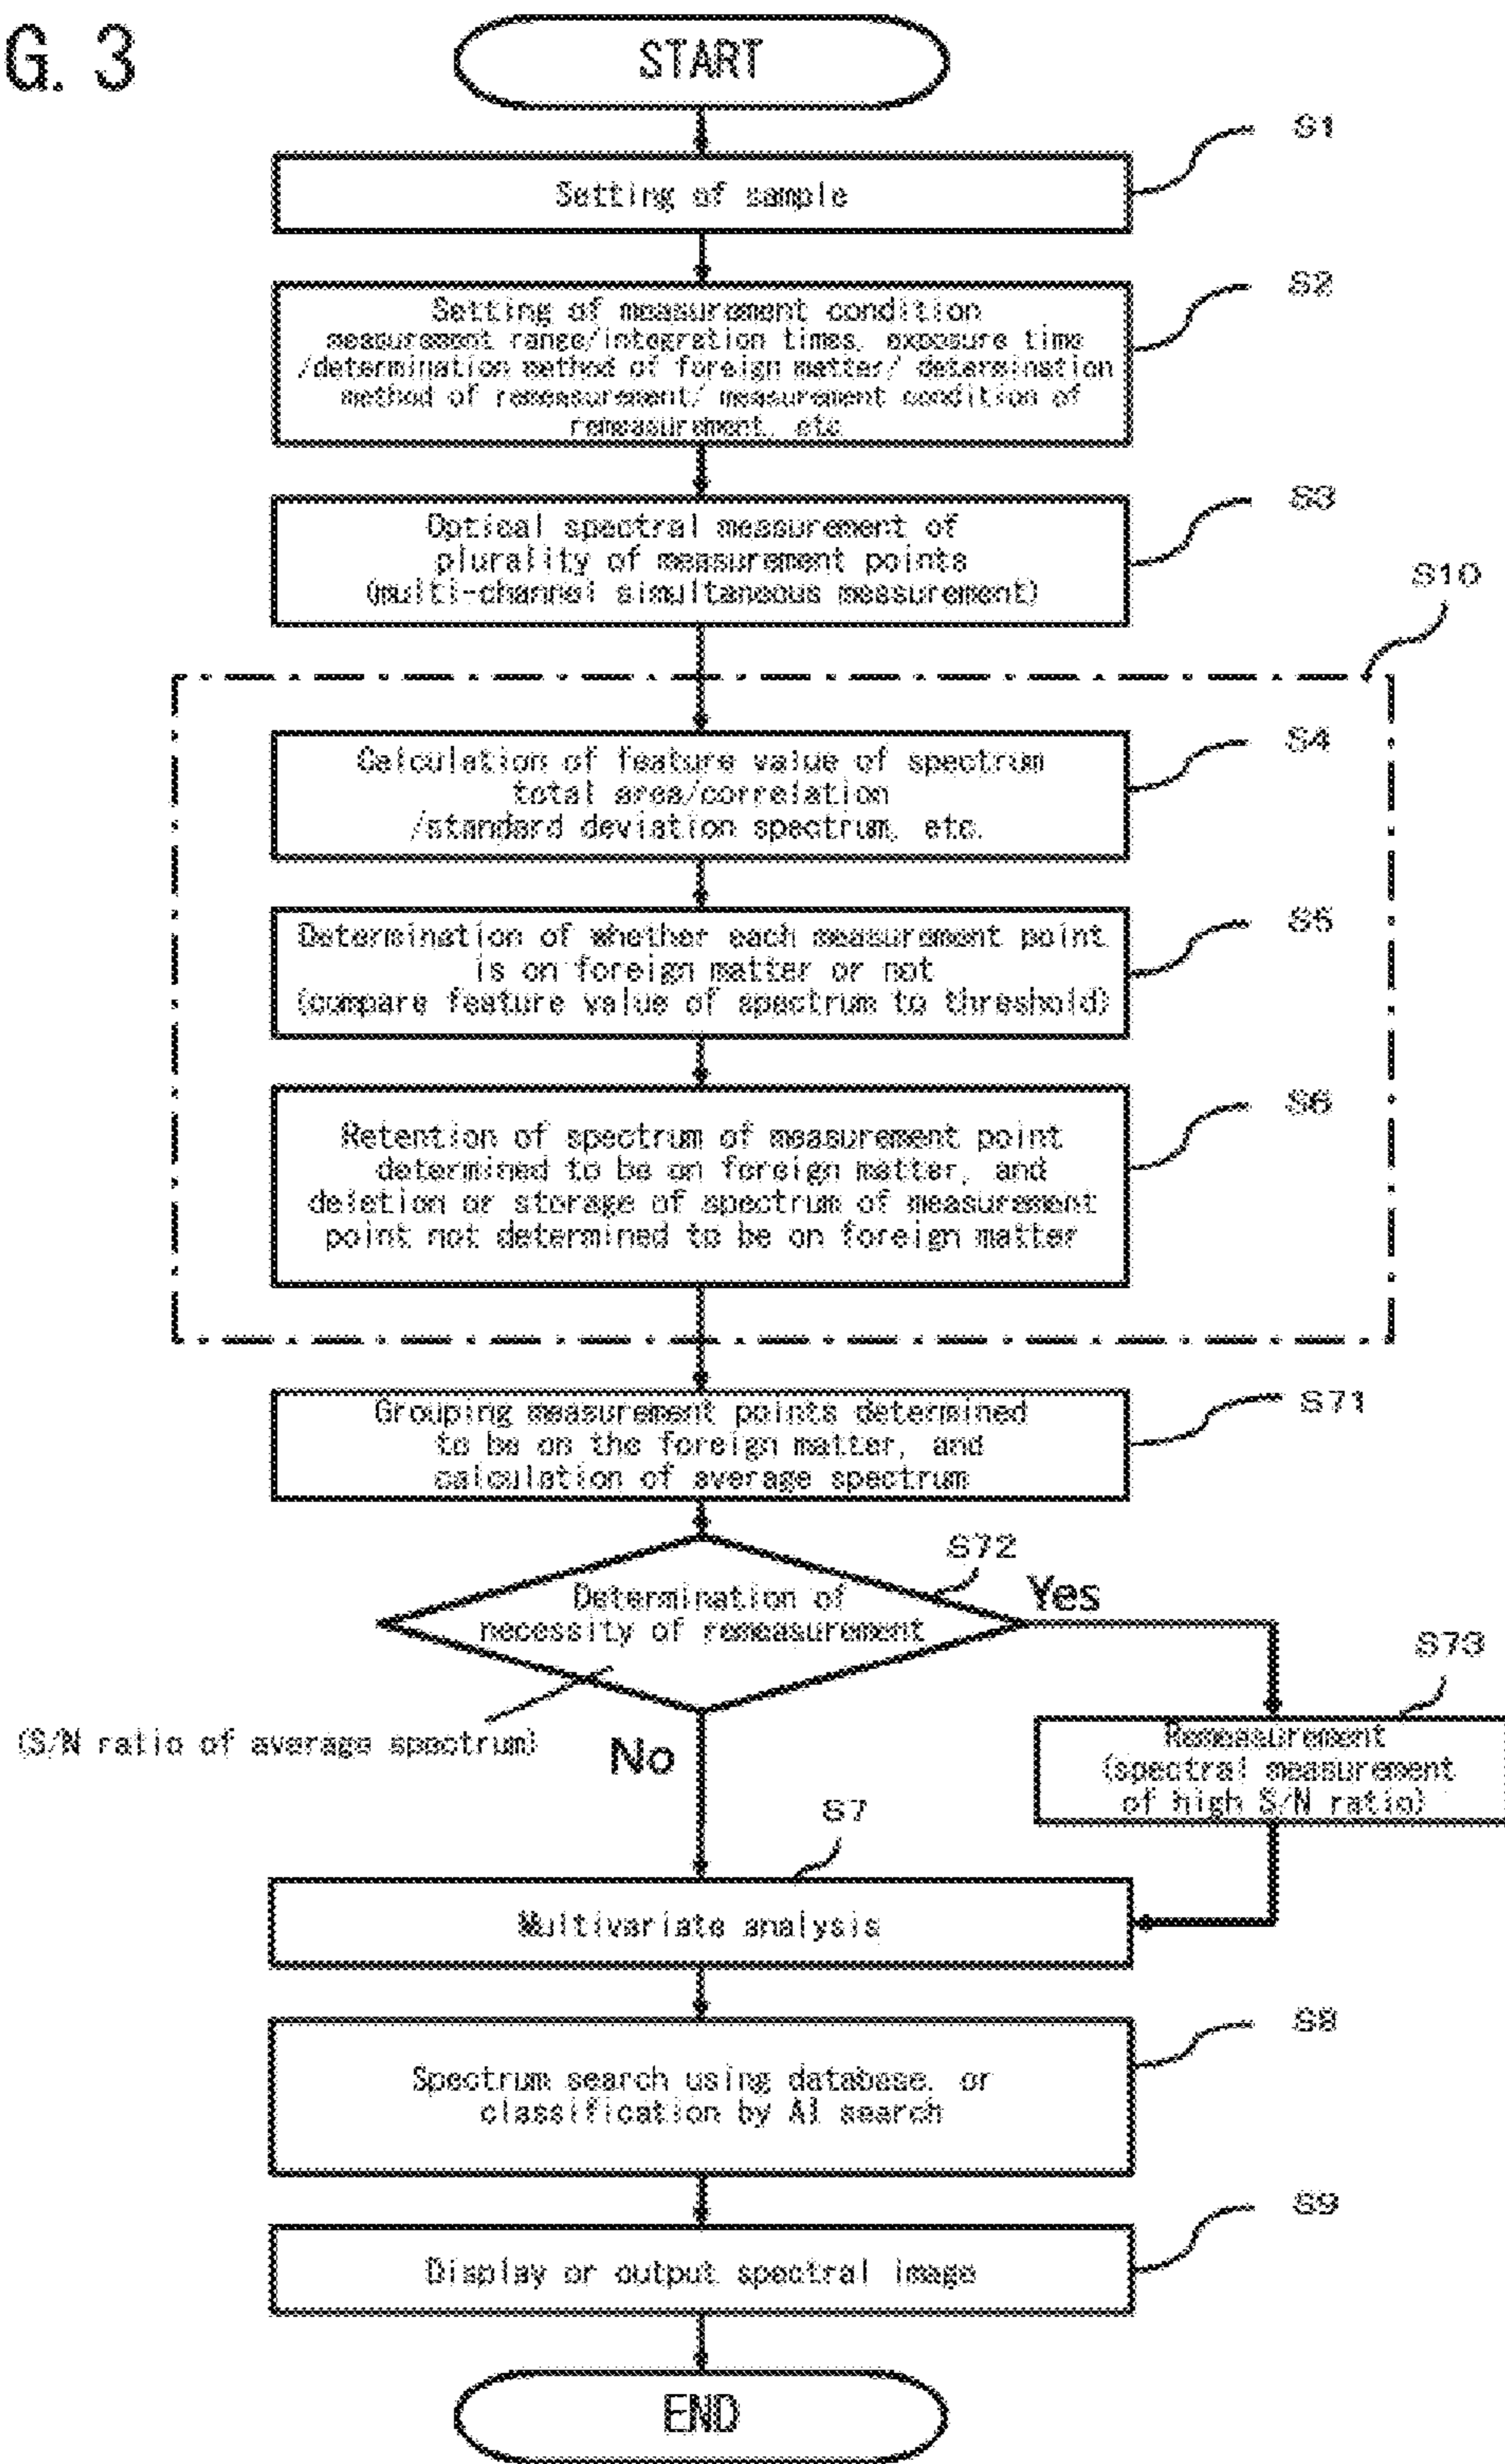 G. 3
START
S1
Setting of sample
S2
Setting of measurement condition
measurement range/integration times, exposure time
/determination method of foreign matter/ determination
method of remeasurement/ measurement condition of
remeasurement, etc
S3
Optical spectral measurement of
plurality of measurement points
(multi-channel simultaneous measurement)
S10
S4
Calculation of feature value of spectrum
total area/correlation
/standard deviation spectrum, etc.
S5
Determination of whether each measurement point
is on foreign matter or not
(compare feature value of spectrum to threshold)
S6
Retention of spectrum of measurement point
determined to be on foreign matter, and
deletion or storage of spectrum of measurement
point not determined to be on foreign matter
S71
Grouping measurement points determined
to be on the foreign matter, and
calculation of average spectrum
S72
Determination of
necessity of remeasurement
Yes
(S/N ratio of average spectrum)
No
S73
Remeasurement
(spectral measurement
of high S/N ratio)
S7
Multivariate analysis
S8
Spectrum search using database, or
classification by AI search
S9
Display or output spectral image
END